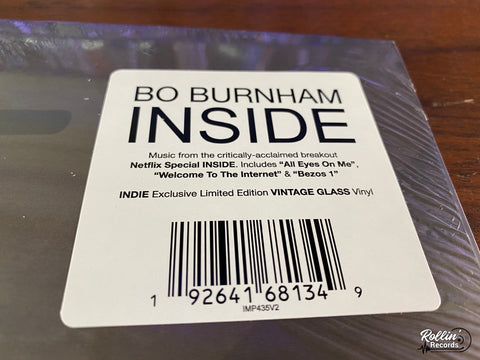 BO BURNHAM
INSIDE
Music from the critically-acclaimed breakout
Netflix Special INSIDE. Includes “All Eyes On Me”,
“Welcome To The Internet” & “Bezos 1”
INDIE Exclusive Limited Edition VINTAGE GLASS Vinyl
1 92641 68134 9
IMP435V2
Rollin'
Records